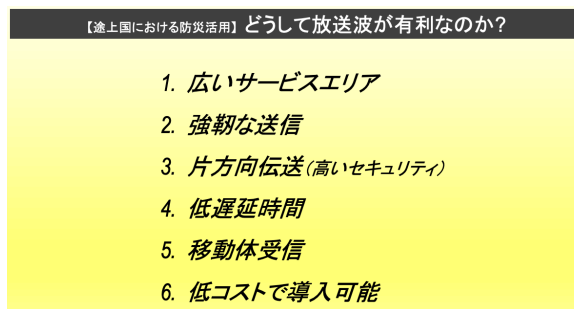 【途上国における防災活用】 どうして放送波が有利なのか?
1. 広いサービスエリア
2. 強靭な送信
3. 片方向伝送(高いセキュリティ)
4. 低遅延時間
5. 移動体受信
6. 低コストで導入可能